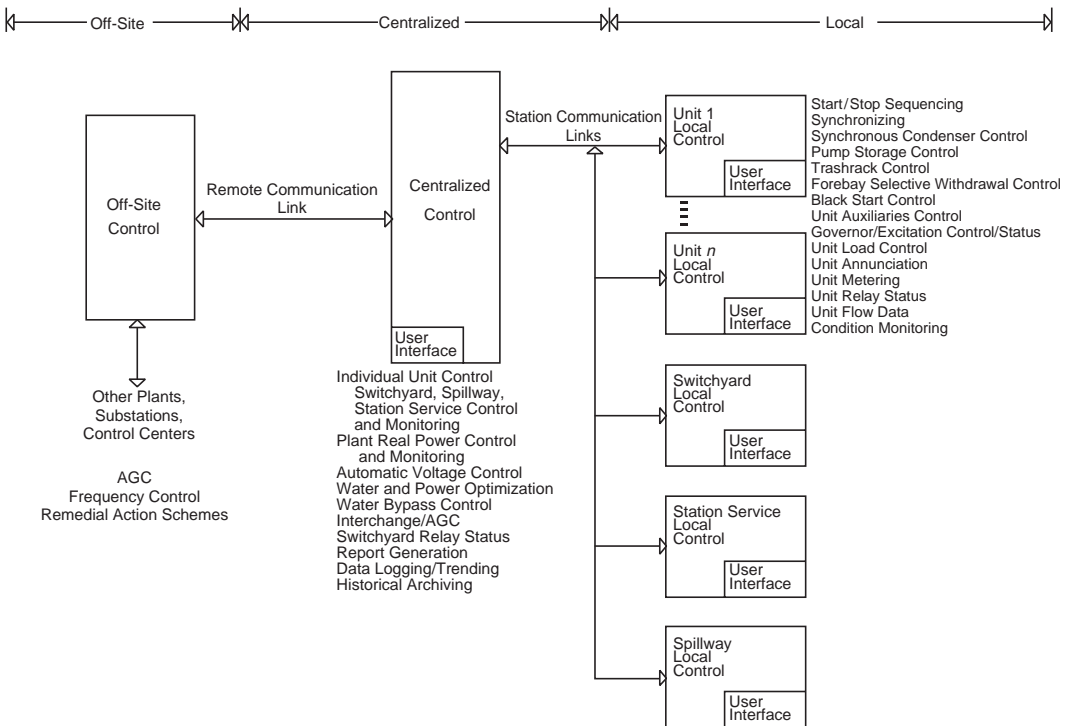 Off-Site
Centralized
Local
Off-Site
Control
Remote Communication
Link
Other Plants,
Substations,
Control Centers
AGC
Frequency Control
Remedial Action Schemes
Centralized
Control
User
Interface
Individual Unit Control
Switchyard, Spillway,
Station Service Control
and Monitoring
Plant Real Power Control
and Monitoring
Automatic Voltage Control
Water and Power Optimization
Water Bypass Control
Interchange/AGC
Switchyard Relay Status
Report Generation
Data Logging/Trending
Historical Archiving
Station Communication
Links
Unit 1
Local
Control
User
Interface
Unit n
Local
Control
User
Interface
Switchyard
Local
Control
User
Interface
Station Service
Local
Control
User
Interface
Spillway
Local
Control
User
Interface
Start/Stop Sequencing
Synchronizing
Synchronous Condenser Control
Pump Storage Control
Trashrack Control
Forebay Selective Withdrawal Control
Black Start Control
Unit Auxiliaries Control
Governor/Excitation Control/Status
Unit Load Control
Unit Annunciation
Unit Metering
Unit Relay Status
Unit Flow Data
Condition Monitoring